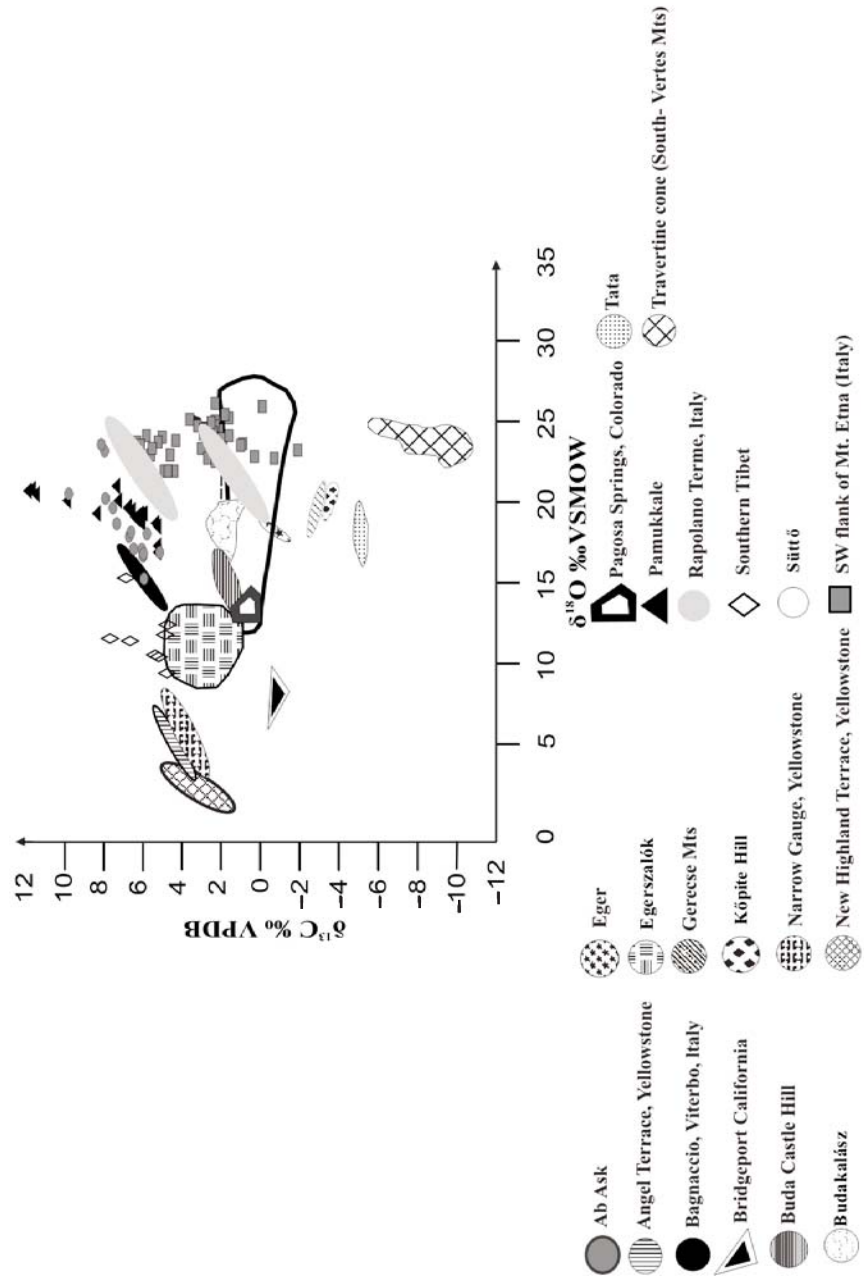 δ¹³C ‰ VPDB
12
10
8
6
4
2
0
−2
−4
−6
−8
−10
−12
0
5
10
15
20
25
30
35
δ¹⁸O ‰VSMOW
Ab Ask
Angel Terrace, Yellowstone
Bagnaccio, Viterbo, Italy
Bridgeport California
Buda Castle Hill
Budakalász
Eger
Egerszalók
Gerecse Mts
Köpite Hill
Narrow Gauge, Yellowstone
New Highland Terrace, Yellowstone
Pagosa Springs, Colorado
Pamukkale
Rapolano Terme, Italy
Southern Tibet
Süttő
SW flank of Mt. Etna (Italy)
Tata
Travertine cone (South- Vertes Mts)